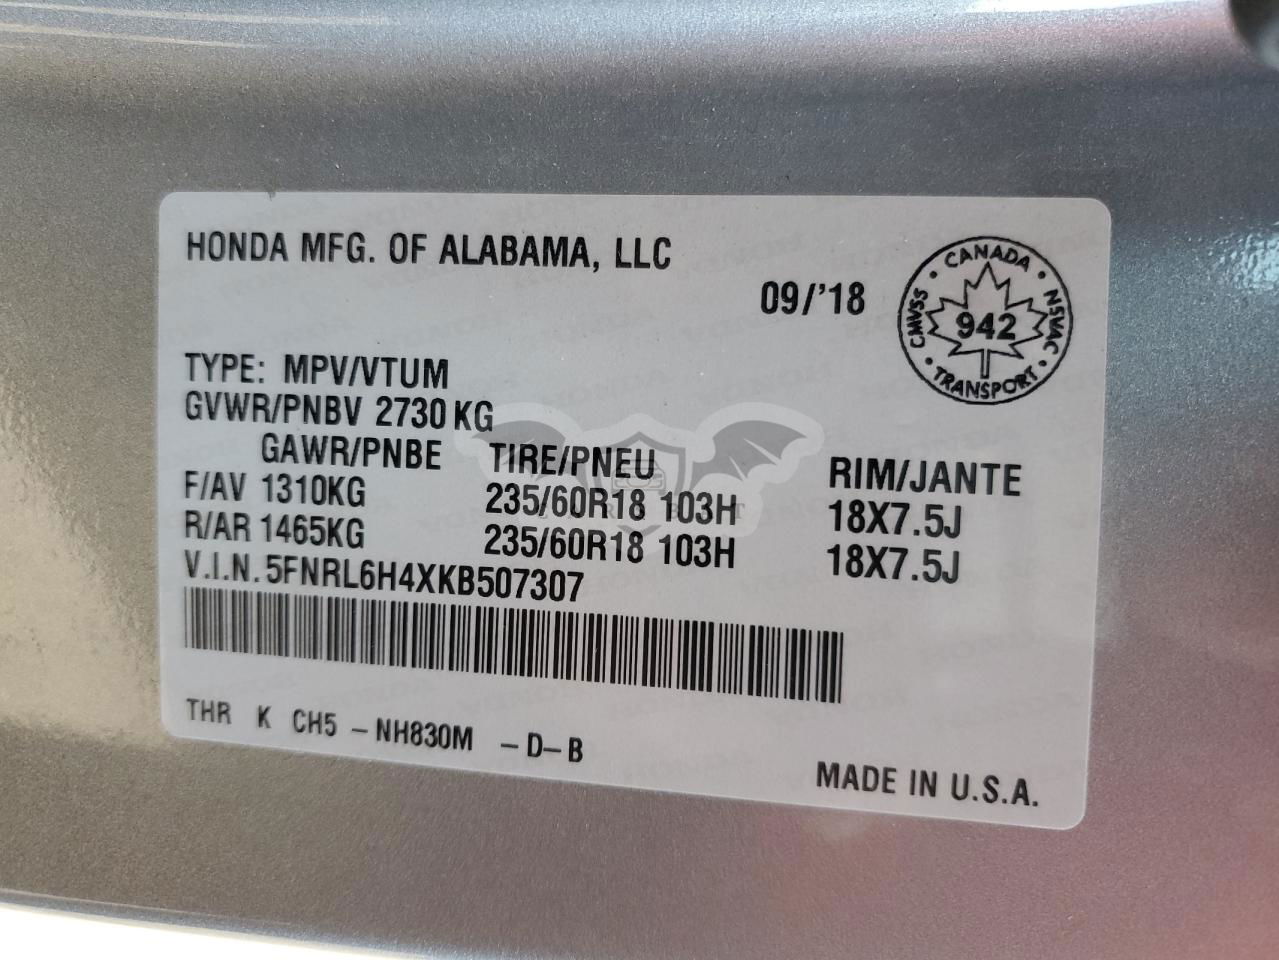 HONDA MFG. OF ALABAMA, LLC
09/'18
CANADA
CMVSS
942
NSVAC
TRANSPORT
TYPE: MPV/VTUM
GVWR/PNBV 2730 KG
GAWR/PNBE TIRE/PNEU RIM/JANTE
F/AV 1310KG 235/60R18 103H 18X7.5J
R/AR 1465KG 235/60R18 103H 18X7.5J
V.I.N. 5FNRL6H4XKB507307
THR K CH5 -NH830M -D-B
MADE IN U.S.A.